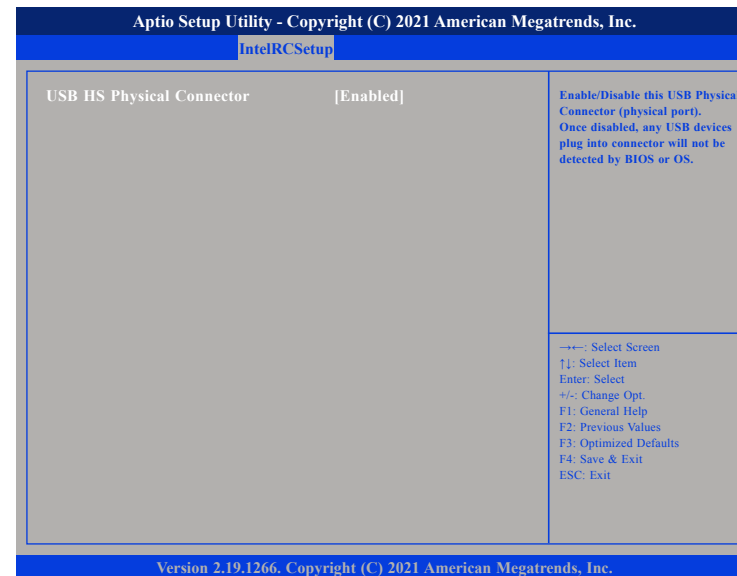 Aptio Setup Utility - Copyright (C) 2021 American Megatrends, Inc.
IntelRCSetup
USB HS Physical Connector [Enabled]
Enable/Disable this USB Physica
Connector (physical port).
Once disabled, any USB devices
plug into connector will not be
detected by BIOS or OS.
→←: Select Screen
↑↓: Select Item
Enter: Select
+/-: Change Opt.
F1: General Help
F2: Previous Values
F3: Optimized Defaults
F4: Save & Exit
ESC: Exit
Version 2.19.1266. Copyright (C) 2021 American Megatrends, Inc.